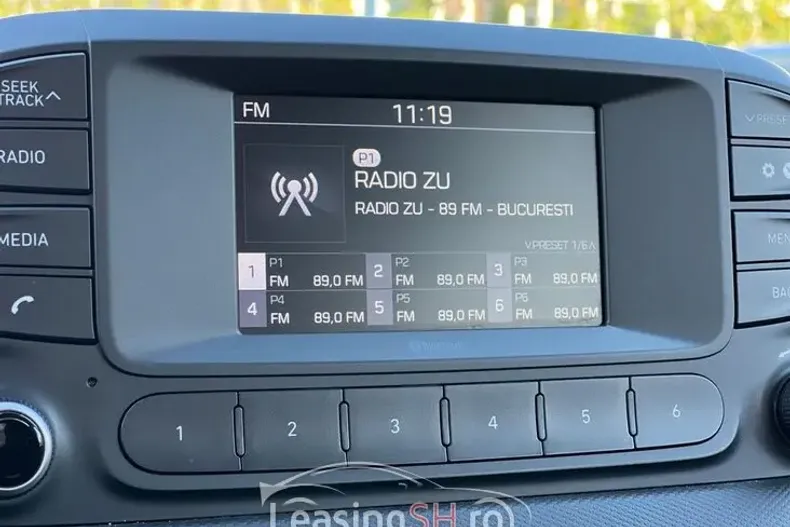 SEEK
TRACK
RADIO
MEDIA
FM 11:19
P1
RADIO ZU
RADIO ZU - 89 FM - BUCURESTI
PRESET 1/6
1 P1 FM 89,0 FM
2 P2 FM 89,0 FM
3 P3 FM 89,0 FM
4 P4 FM 89,0 FM
5 P5 FM 89,0 FM
6 P6 FM 89,0 FM
PRESE
MEN
BAC
1 2 3 4 5 6
LeasingSH.ro